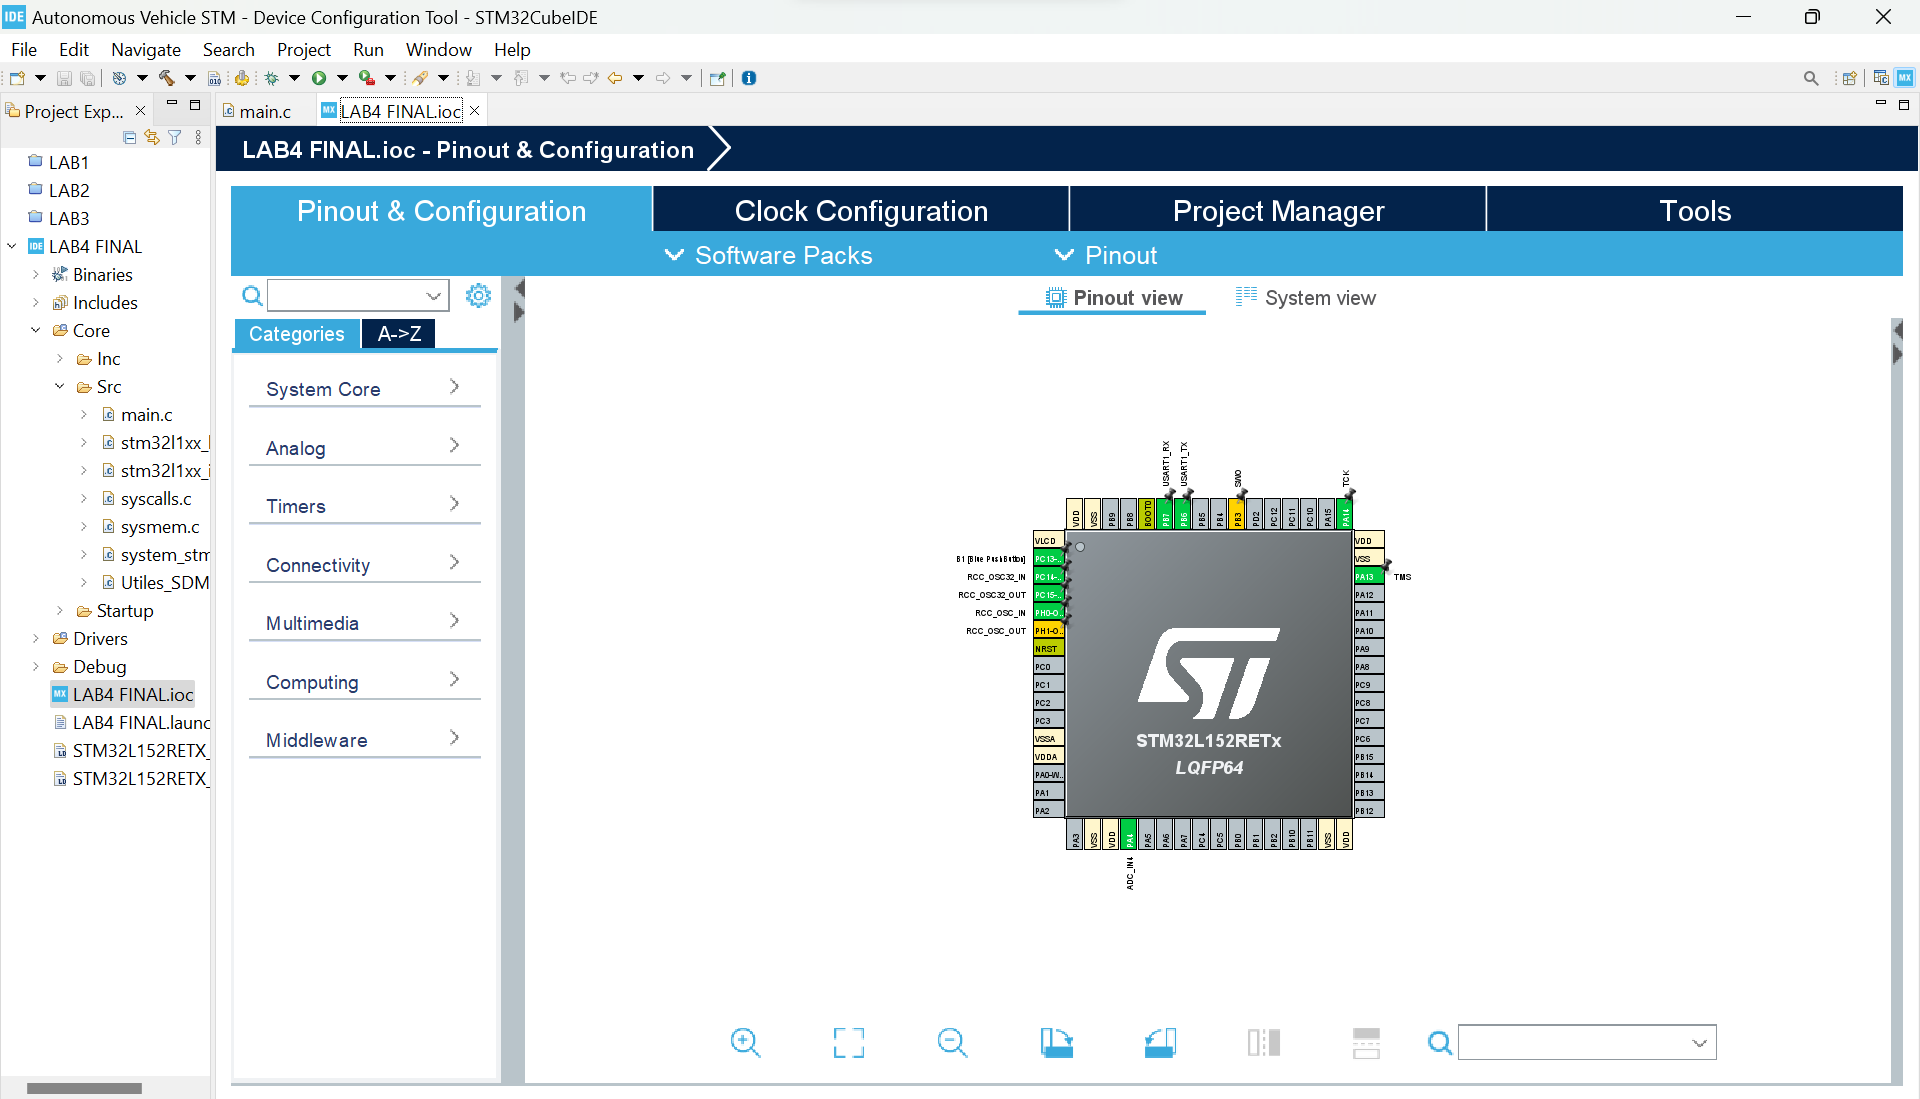 IDE Autonomous Vehicle STM - Device Configuration Tool - STM32CubeIDE
File Edit Navigate Search Project Run Window Help
Project Exp...
main.c
MX LAB4 FINAL.ioc
LAB4 FINAL.ioc - Pinout & Configuration
Pinout & Configuration Clock Configuration Project Manager Tools
Software Packs Pinout
Pinout view System view
LAB1
LAB2
LAB3
IDE LAB4 FINAL
Binaries
Includes
Core
Inc
Src
main.c
stm32l1xx_
stm32l1xx_i
syscalls.c
sysmem.c
system_stm
Utiles_SDM
Startup
Drivers
Debug
MX LAB4 FINAL.ioc
LAB4 FINAL.launc
STM32L152RETX_
STM32L152RETX_
Categories A->Z
System Core
Analog
Timers
Connectivity
Multimedia
Computing
Middleware
USART1_RX
USART1_TX
SWO
TCK
VDD
VSS
PB9
PB8
BOOT0
PB7
PB6
PB5
PB4
PB3
PD2
PC12
PC11
PC10
PA15
PA14
VLCD
B1 [Blue PushButton] PC13-..
RCC_OSC32_IN PC14-..
RCC_OSC32_OUT PC15-..
RCC_OSC_IN PH0-O..
RCC_OSC_OUT PH1-O..
NRST
PC0
PC1
PC2
PC3
VSSA
VDDA
PA0-W..
PA1
PA2
VDD
VSS
PA13 TMS
PA12
PA11
PA10
PA9
PA8
PC9
PC8
PC7
PC6
PB15
PB14
PB13
PB12
ST
STM32L152RETx
LQFP64
PA3
VSS
VDD
PA4
PA5
PA6
PA7
PC4
PC5
PB0
PB1
PB2
PB10
PB11
VSS
VDD
ADC_IN4